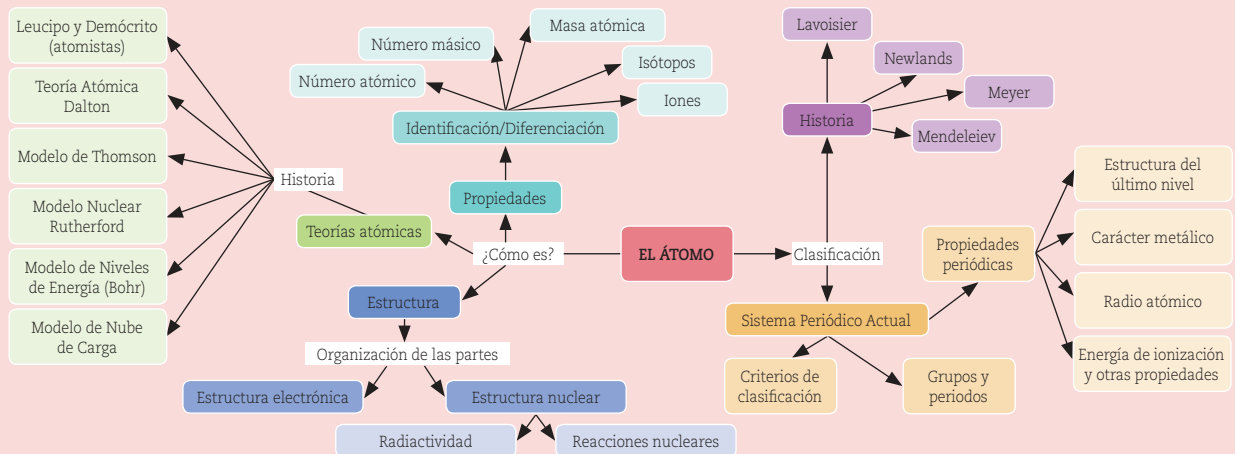 Leucipo y Demócrito
(atomistas)
Teoría Atómica
Dalton
Modelo de Thomson
Modelo Nuclear
Rutherford
Modelo de Niveles
de Energía (Bohr)
Modelo de Nube
de Carga
Historia
Teorías atómicas
Número atómico
Número másico
Masa atómica
Isótopos
Iones
Identificación/Diferenciación
Propiedades
¿Cómo es?
EL ÁTOMO
Estructura
Organización de las partes
Estructura electrónica
Estructura nuclear
Radiactividad
Reacciones nucleares
Lavoisier
Newlands
Meyer
Mendeleiev
Historia
Clasificación
Sistema Periódico Actual
Criterios de
clasificación
Grupos y
periodos
Propiedades
periódicas
Estructura del
último nivel
Carácter metálico
Radio atómico
Energía de ionización
y otras propiedades